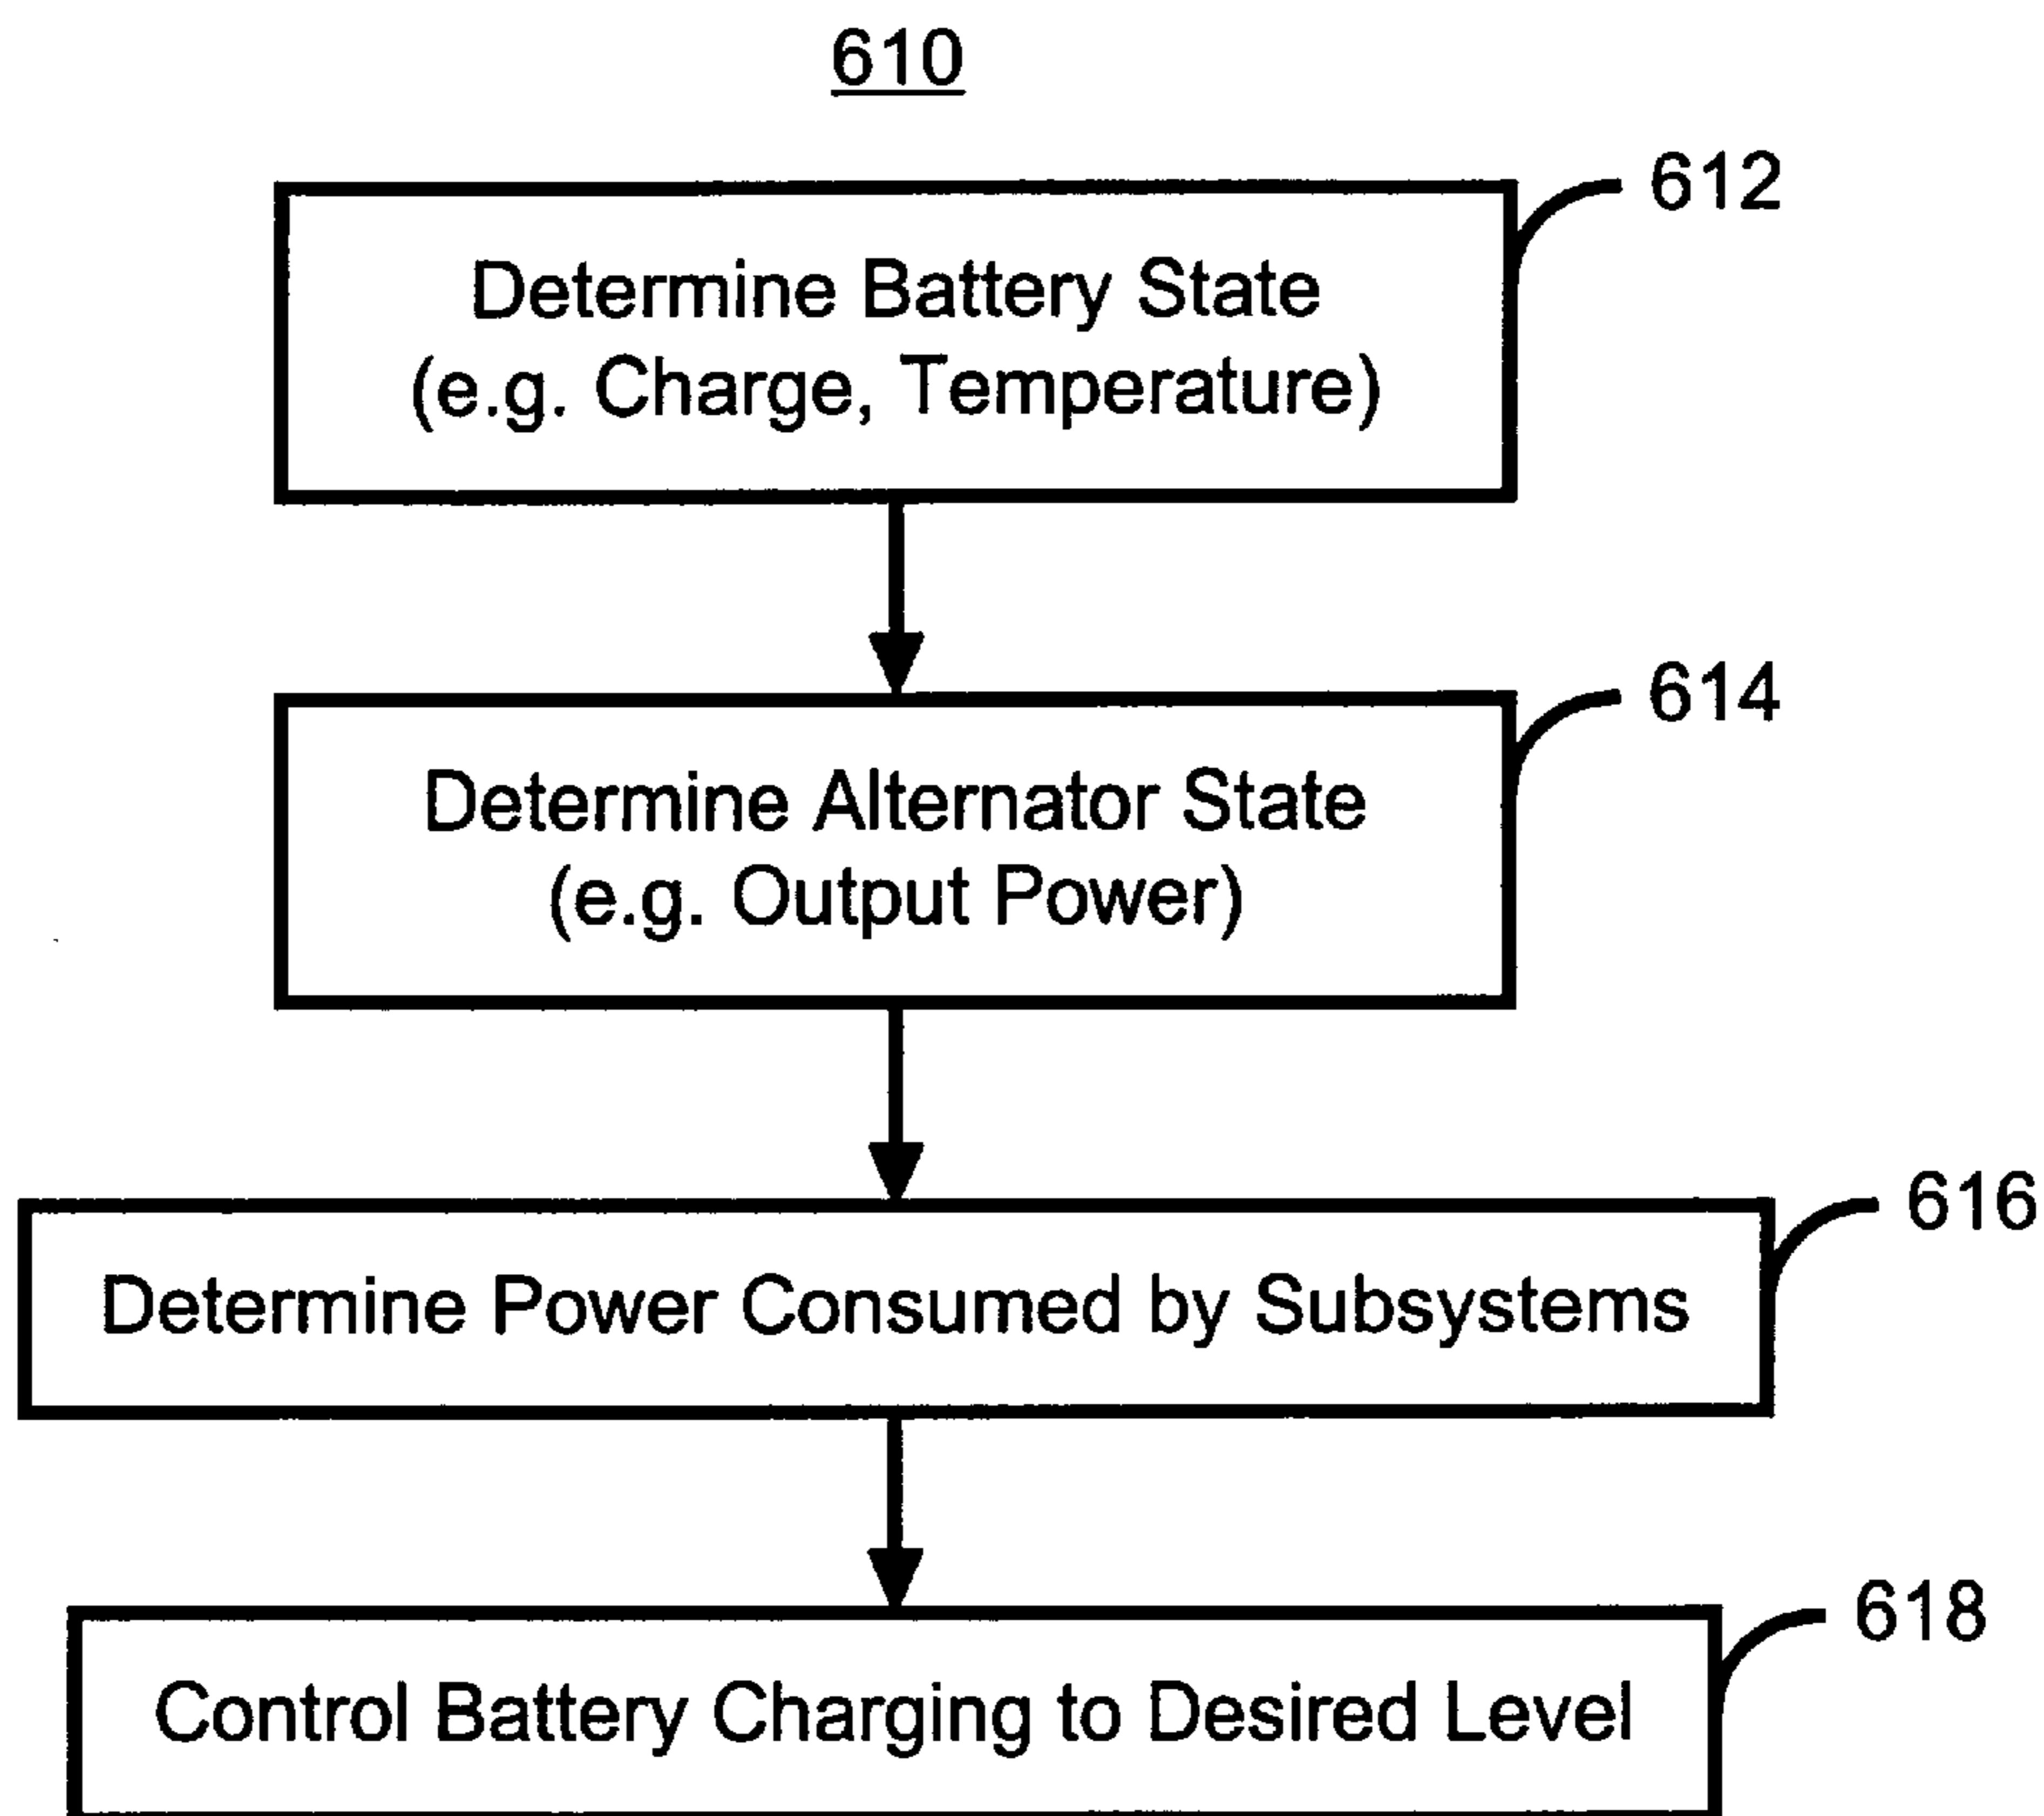 610
612
Determine Battery State
(e.g. Charge, Temperature)
614
Determine Alternator State
(e.g. Output Power)
616
Determine Power Consumed by Subsystems
618
Control Battery Charging to Desired Level